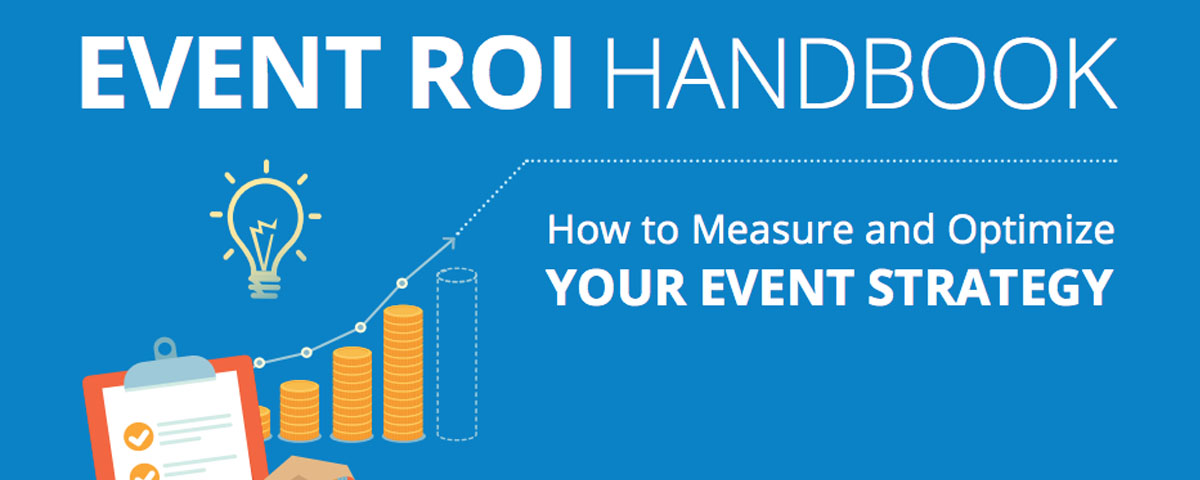 EVENT ROI HANDBOOK
How to Measure and Optimize
YOUR EVENT STRATEGY